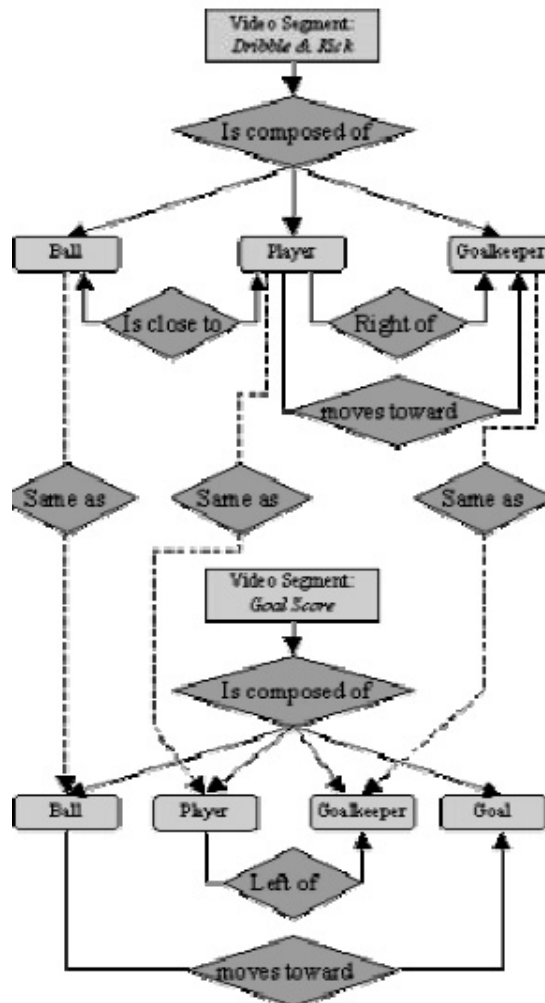 Video Segment:
Dribble & Kick
Is composed of
Ball
Player
Goalkeeper
Is close to
Right of
moves toward
Same as
Same as
Same as
Video Segment:
Goal Score
Is composed of
Ball
Player
Goalkeeper
Goal
Left of
moves toward